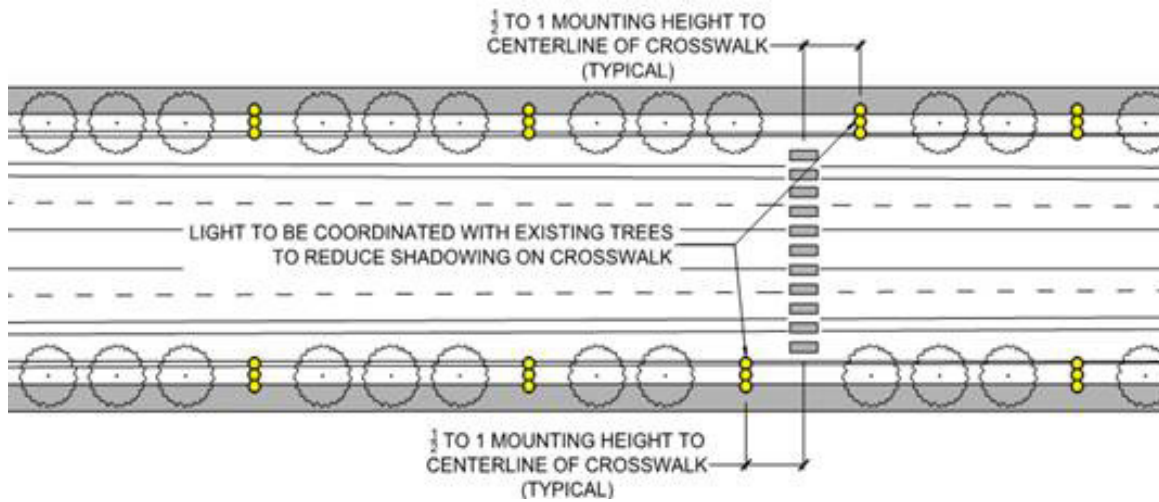 ½ TO 1 MOUNTING HEIGHT TO
CENTERLINE OF CROSSWALK
(TYPICAL)
LIGHT TO BE COORDINATED WITH EXISTING TREES
TO REDUCE SHADOWING ON CROSSWALK
½ TO 1 MOUNTING HEIGHT TO
CENTERLINE OF CROSSWALK
(TYPICAL)